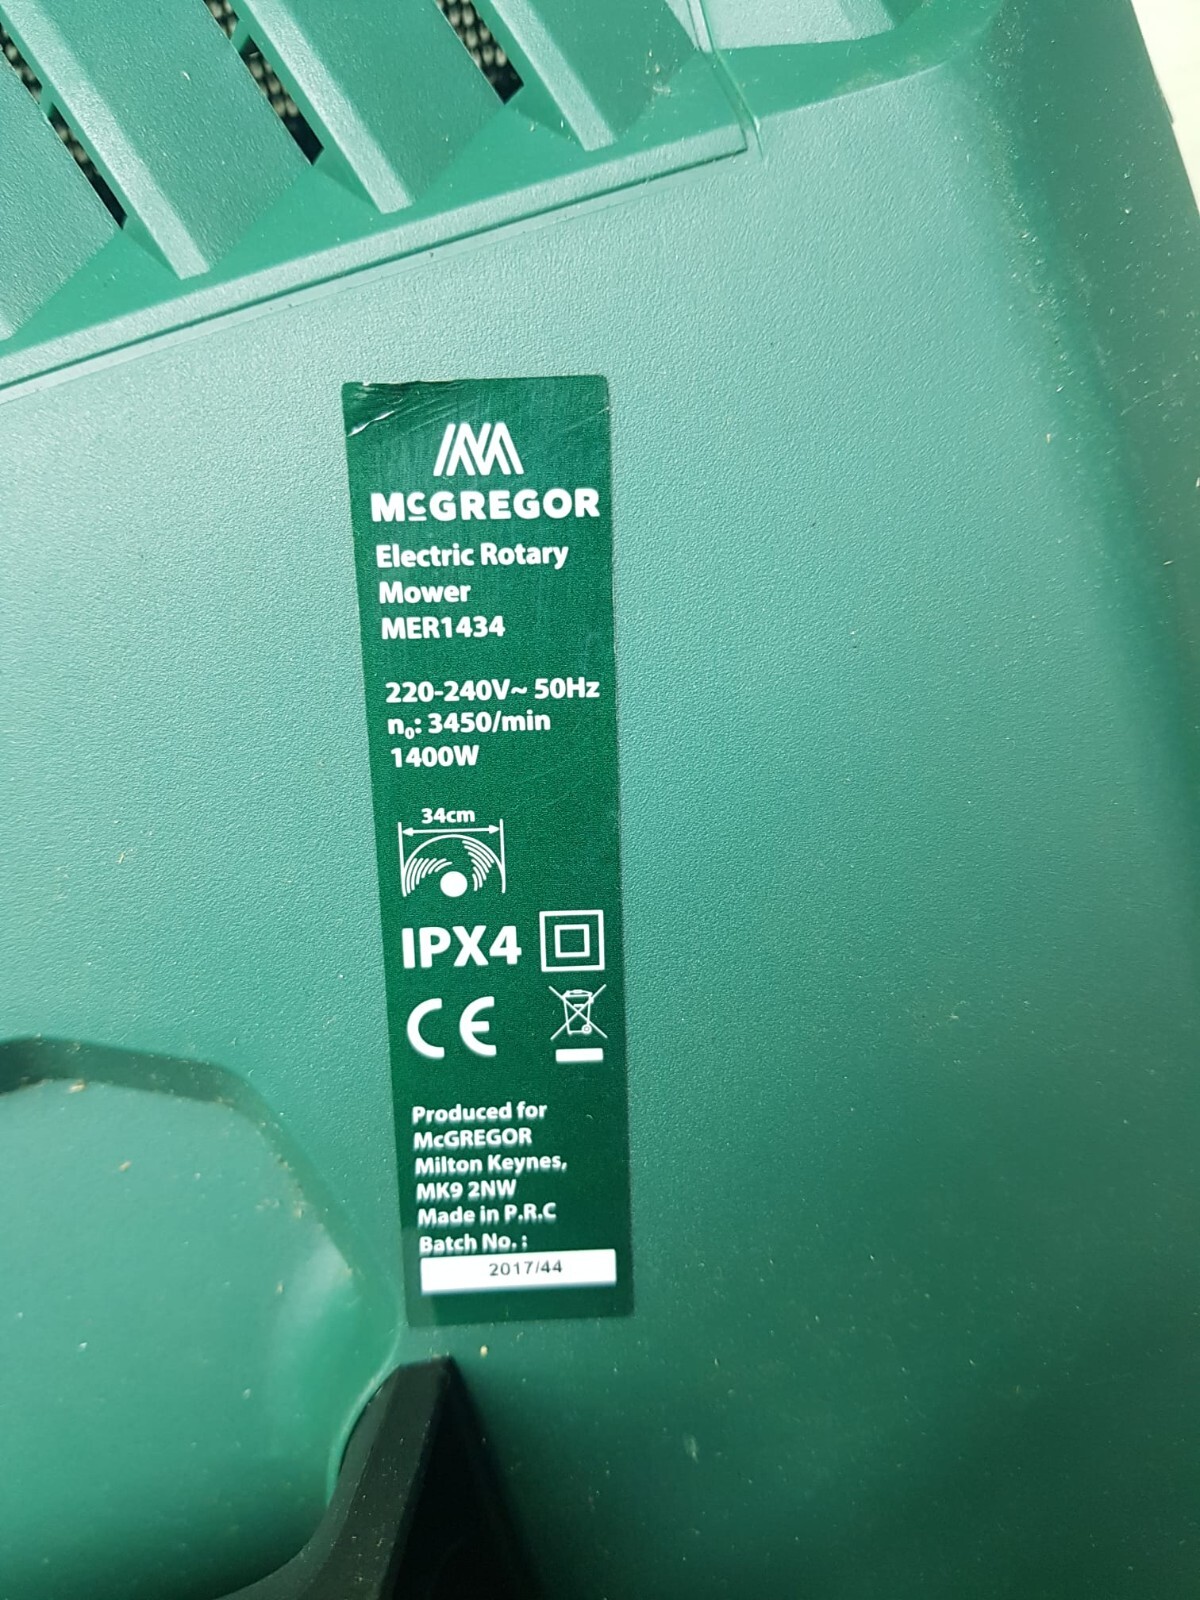 McGREGOR
Electric Rotary
Mower
MER1434
220-240V~ 50Hz
n₀: 3450/min
1400W
34cm
IPX4
CE
Produced for
McGREGOR
Milton Keynes,
MK9 2NW
Made in P.R.C
Batch No. :
2017/44